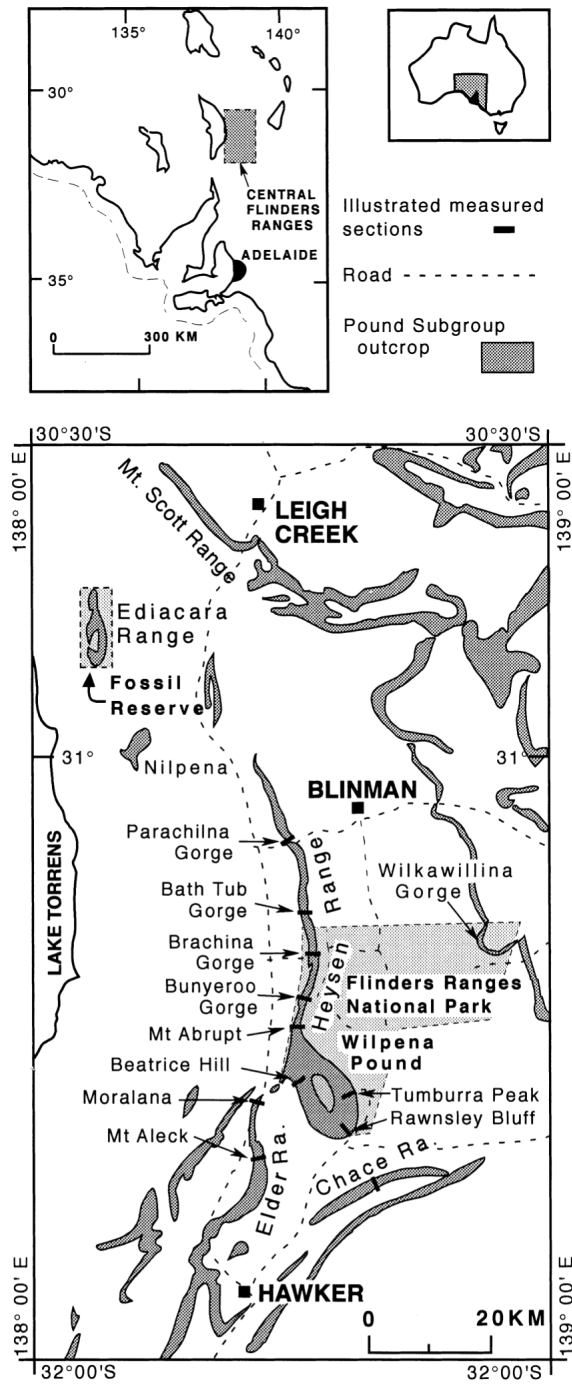 135°
140°
30°
CENTRAL
FLINDERS
RANGES
ADELAIDE
35°
0
300 KM
Illustrated measured
sections
Road
Pound Subgroup
outcrop
30°30'S
30°30'S
138° 00' E
139° 00' E
Mt. Scott Range
LEIGH
CREEK
Ediacara
Range
Fossil
Reserve
31°
31°
Nilpena
BLINMAN
LAKE TORRENS
Parachilna
Gorge
Range
Wilkawillina
Gorge
Bath Tub
Gorge
Brachina
Gorge
Heysen
Flinders Ranges
National Park
Bunyeroo
Gorge
Mt Abrupt
Wilpena
Pound
Beatrice Hill
Moralana
Tumburra Peak
Rawnsley Bluff
Mt Aleck
Elder Ra.
Chace Ra.
HAWKER
0
20KM
138° 00' E
139° 00' E
32°00'S
32°00'S